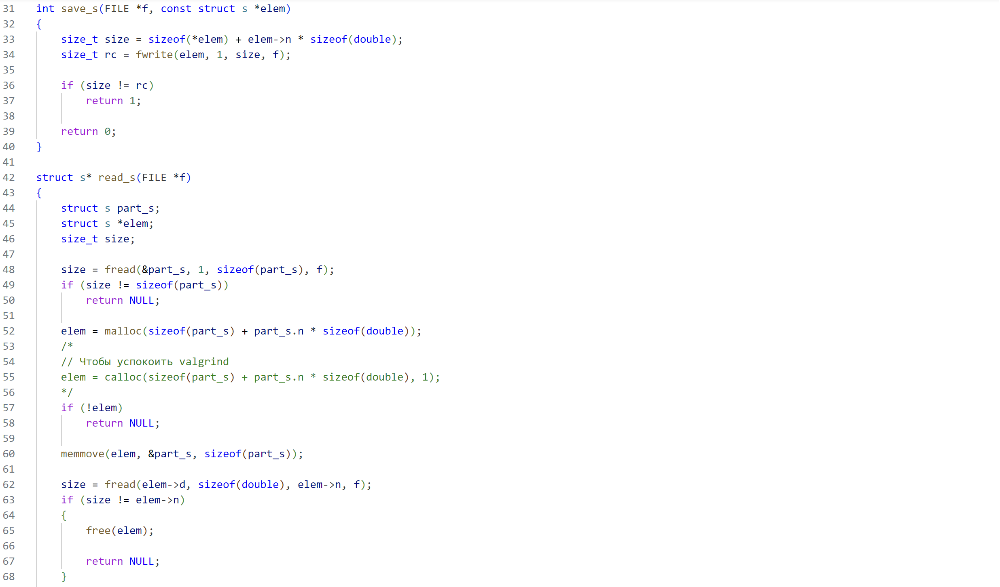 31 int save_s(FILE *f, const struct s *elem)
32 {
33     size_t size = sizeof(*elem) + elem->n * sizeof(double);
34     size_t rc = fwrite(elem, 1, size, f);
35
36     if (size != rc)
37         return 1;
38
39     return 0;
40 }
41
42 struct s* read_s(FILE *f)
43 {
44     struct s part_s;
45     struct s *elem;
46     size_t size;
47
48     size = fread(&part_s, 1, sizeof(part_s), f);
49     if (size != sizeof(part_s))
50         return NULL;
51
52     elem = malloc(sizeof(part_s) + part_s.n * sizeof(double));
53     /*
54     // Чтобы успокоить valgrind
55     elem = calloc(sizeof(part_s) + part_s.n * sizeof(double), 1);
56     */
57     if (!elem)
58         return NULL;
59
60     memmove(elem, &part_s, sizeof(part_s));
61
62     size = fread(elem->d, sizeof(double), elem->n, f);
63     if (size != elem->n)
64     {
65         free(elem);
66
67         return NULL;
68     }